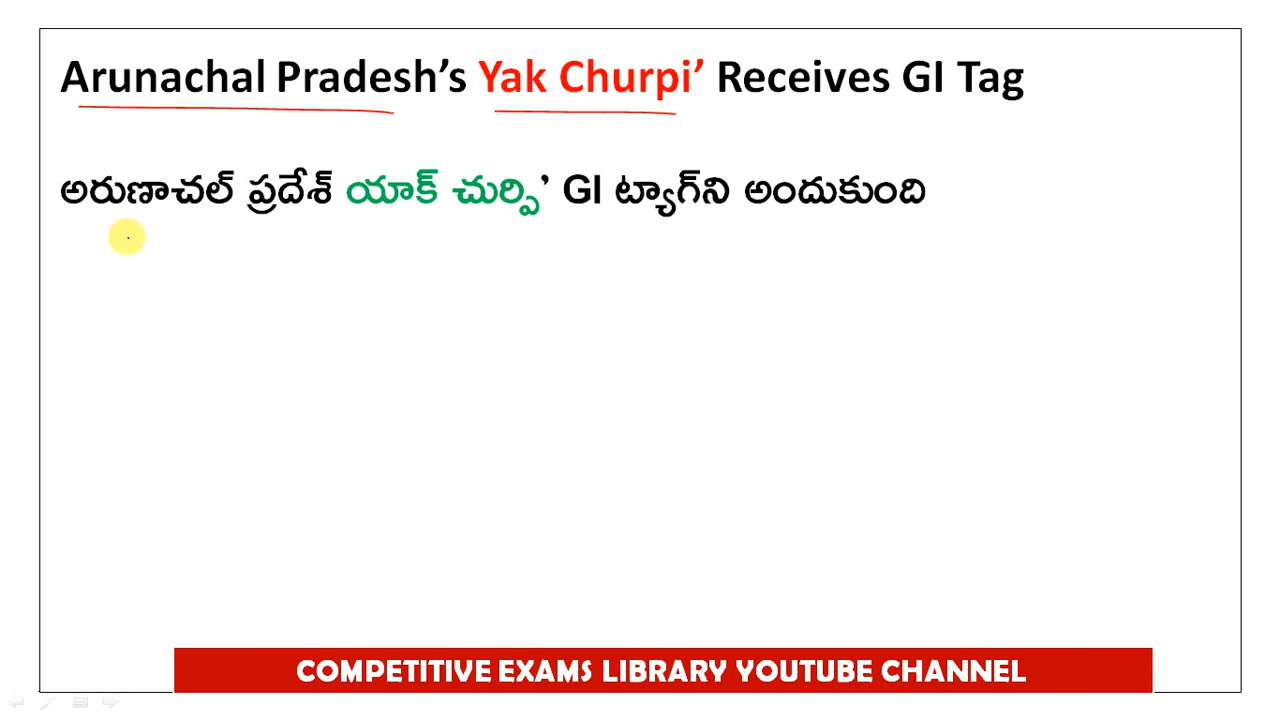 Arunachal Pradesh’s Yak Churpi’ Receives GI Tag
అరుణాచల్ ప్రదేశ్ యాక్ చుర్పి’ GI ట్యాగ్‌ని అందుకుంది
COMPETITIVE EXAMS LIBRARY YOUTUBE CHANNEL